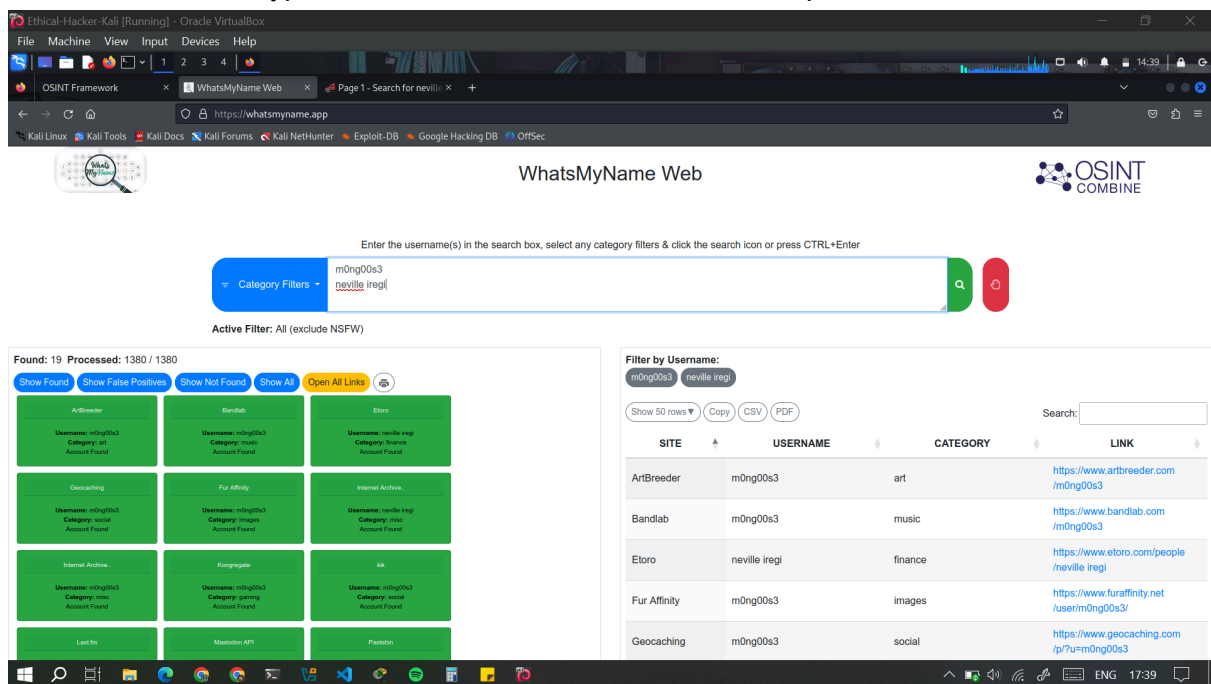 Ethical-Hacker-Kali [Running] - Oracle VirtualBox
File Machine View Input Devices Help
1 2 3 4
14:39
OSINT Framework
WhatsMyName Web
Page 1 - Search for neville
https://whatsmyname.app
Kali Linux Kali Tools Kali Docs Kali Forums Kali NetHunter Exploit-DB Google Hacking DB OffSec
Whats
MyName
WhatsMyName Web
OSINT
COMBINE
Enter the username(s) in the search box, select any category filters & click the search icon or press CTRL+Enter
Category Filters
m0ng00s3
neville iregi
Active Filter: All (exclude NSFW)
Found: 19 Processed: 1380 / 1380
Show Found Show False Positives Show Not Found Show All Open All Links
ArtBreeder
Username: m0ng00s3
Category: art
Account Found
Bandlab
Username: m0ng00s3
Category: music
Account Found
Etoro
Username: neville iregi
Category: finance
Account Found
Geocaching
Username: m0ng00s3
Category: social
Account Found
Fur Affinity
Username: m0ng00s3
Category: images
Account Found
Internet Archive..
Username: neville iregi
Category: misc
Account Found
Internet Archive..
Username: m0ng00s3
Category: misc
Account Found
Kongregate
Username: m0ng00s3
Category: gaming
Account Found
kik
Username: m0ng00s3
Category: social
Account Found
Last.fm
Mastodon API
Pastebin
Filter by Username:
m0ng00s3 neville iregi
Show 50 rows▼ Copy CSV PDF
Search:
SITE USERNAME CATEGORY LINK
ArtBreeder m0ng00s3 art https://www.artbreeder.com
/m0ng00s3
Bandlab m0ng00s3 music https://www.bandlab.com
/m0ng00s3
Etoro neville iregi finance https://www.etoro.com/people
/neville iregi
Fur Affinity m0ng00s3 images https://www.furaffinity.net
/user/m0ng00s3/
Geocaching m0ng00s3 social https://www.geocaching.com
/p/?u=m0ng00s3
ENG 17:39